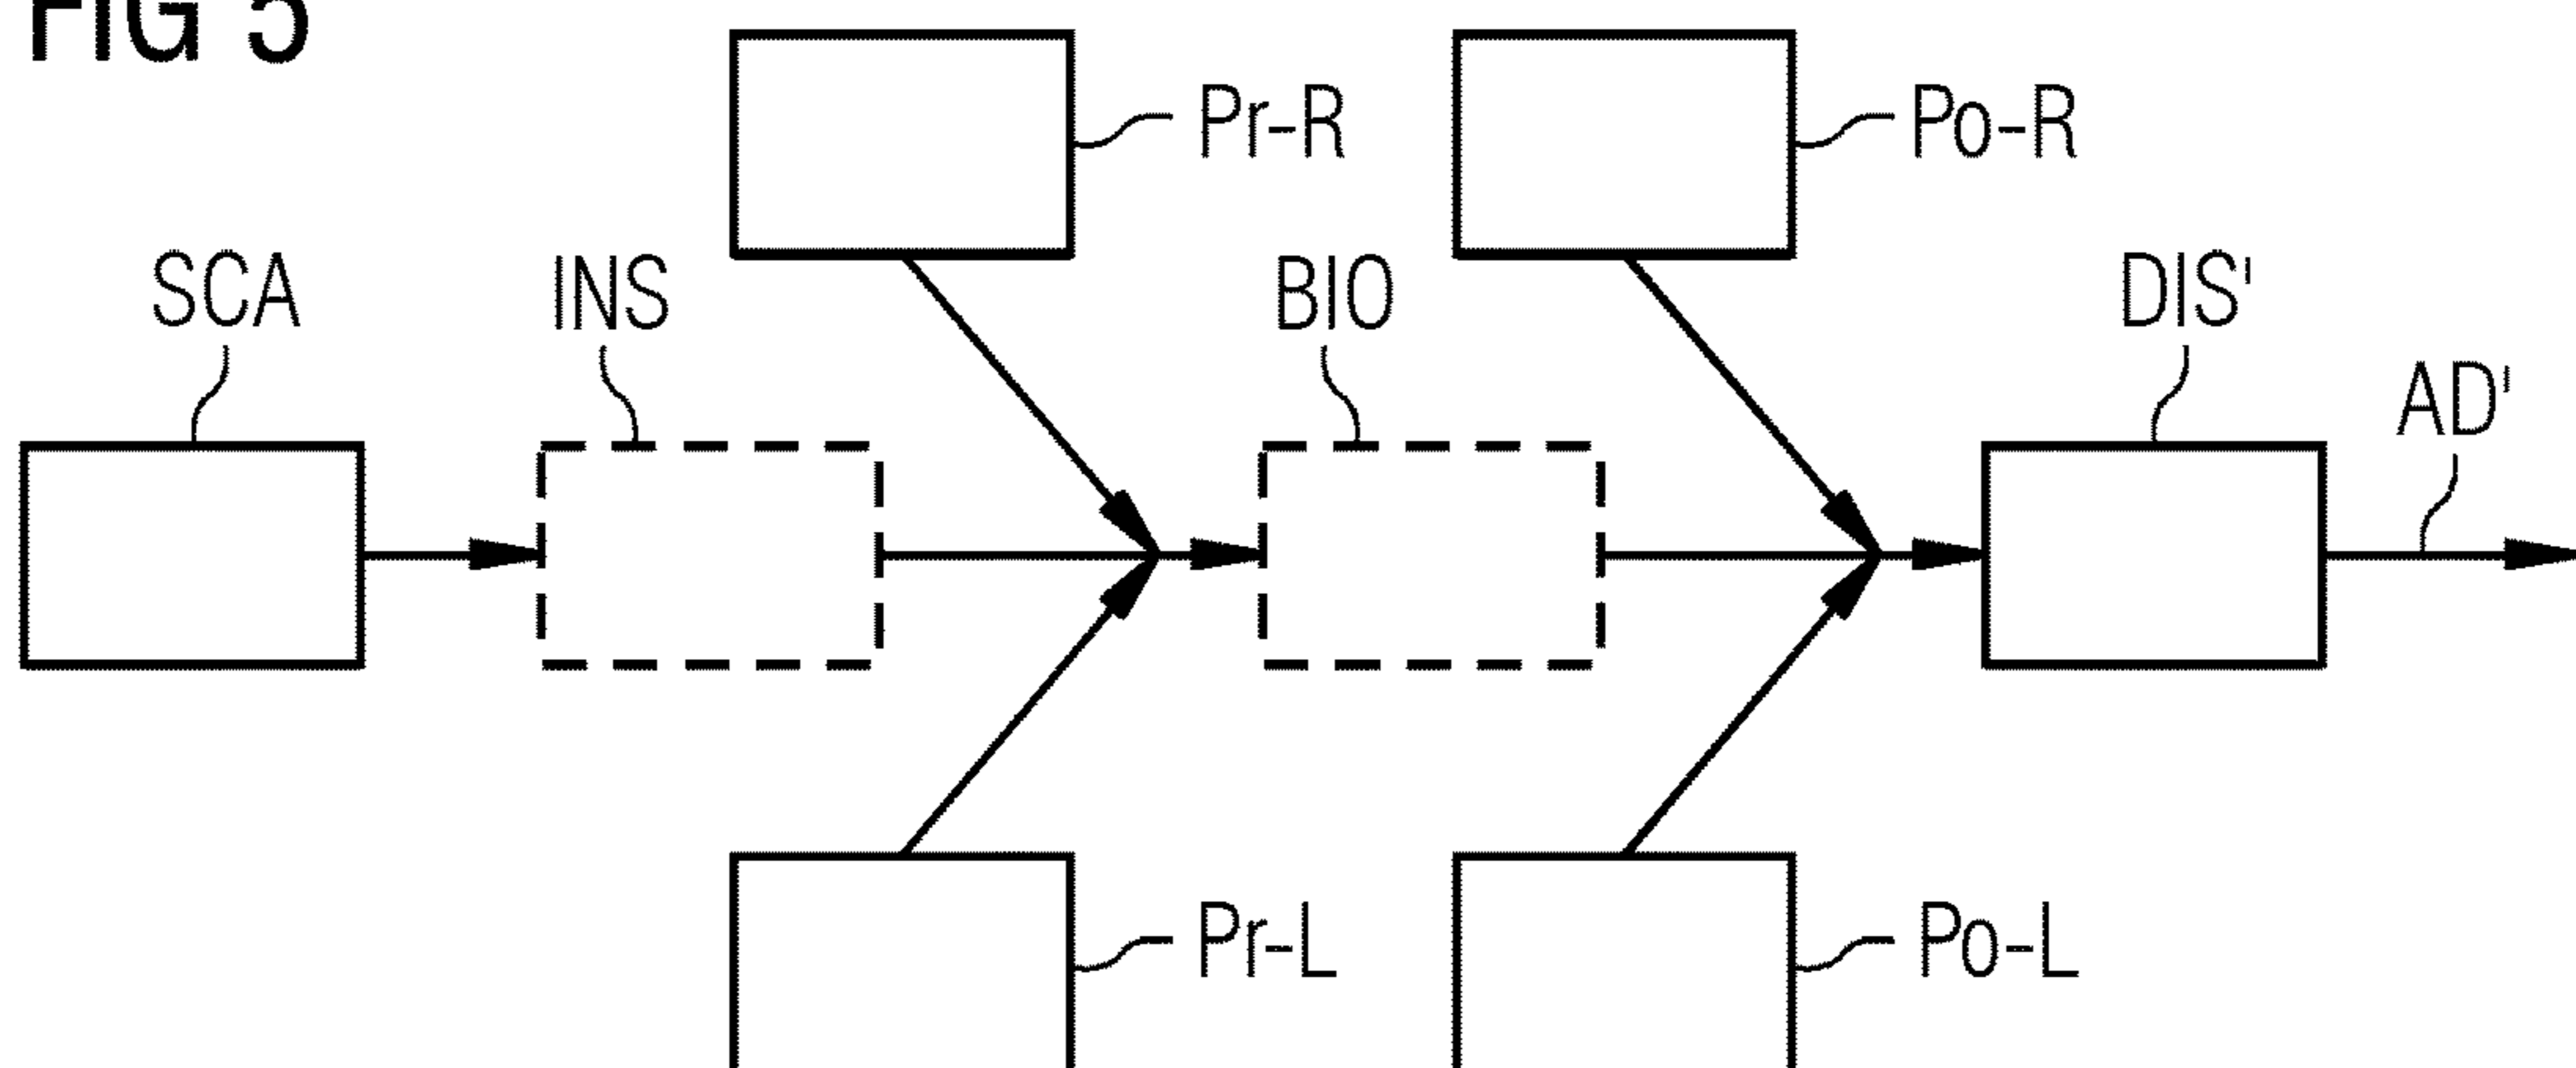 FIG 5
Pr-R
Po-R
SCA
INS
BIO
DIS'
AD'
Pr-L
Po-L